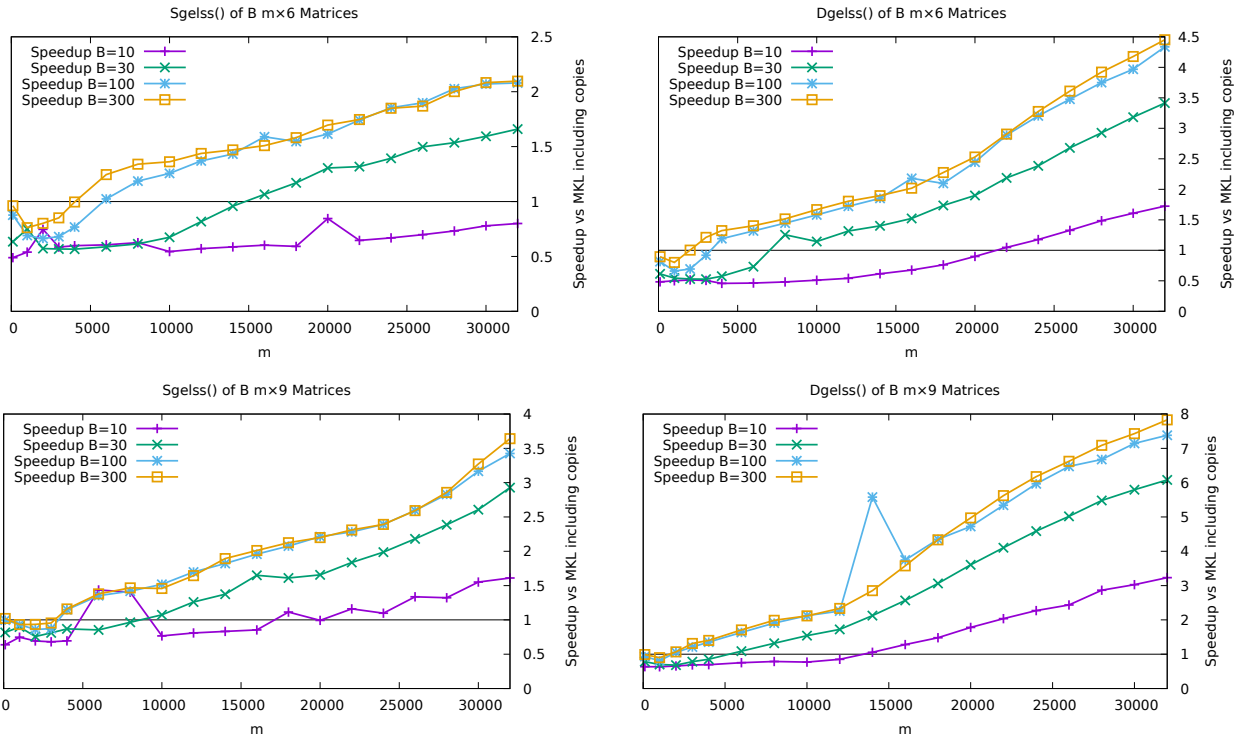 Sgelss() of B m×6 Matrices
Speedup B=10
Speedup B=30
Speedup B=100
Speedup B=300
2.5
2
1.5
1
0.5
0
Speedup vs MKL including copies
0 5000 10000 15000 20000 25000 30000
m
Dgelss() of B m×6 Matrices
Speedup B=10
Speedup B=30
Speedup B=100
Speedup B=300
4.5
4
3.5
3
2.5
2
1.5
1
0.5
0
Speedup vs MKL including copies
0 5000 10000 15000 20000 25000 30000
m
Sgelss() of B m×9 Matrices
Speedup B=10
Speedup B=30
Speedup B=100
Speedup B=300
4
3.5
3
2.5
2
1.5
1
0.5
0
Speedup vs MKL including copies
0 5000 10000 15000 20000 25000 30000
m
Dgelss() of B m×9 Matrices
Speedup B=10
Speedup B=30
Speedup B=100
Speedup B=300
8
7
6
5
4
3
2
1
0
Speedup vs MKL including copies
0 5000 10000 15000 20000 25000 30000
m